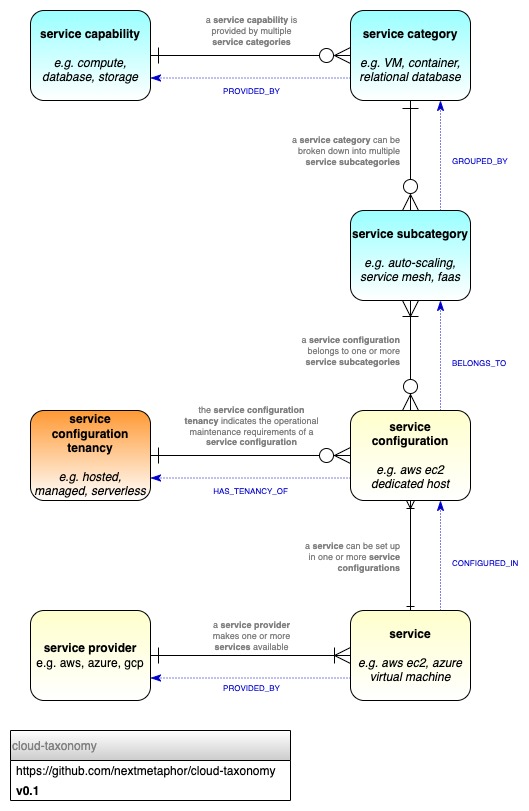 service capability
e.g. compute,
database, storage
a service capability is
provided by multiple
service categories
PROVIDED_BY
service category
e.g. VM, container,
relational database
a service category can be
broken down into multiple
service subcategories
GROUPED_BY
service subcategory
e.g. auto-scaling,
service mesh, faas
a service configuration
belongs to one or more
service subcategories
BELONGS_TO
service
configuration
tenancy
e.g. hosted,
managed, serverless
the service configuration
tenancy indicates the operational
maintenance requirements of a
service configuration
HAS_TENANCY_OF
service
configuration
e.g. aws ec2
dedicated host
a service can be set up
in one or more service
configurations
CONFIGURED_IN
service provider
e.g. aws, azure, gcp
a service provider
makes one or more
services available
PROVIDED_BY
service
e.g. aws ec2, azure
virtual machine
cloud-taxonomy
https://github.com/nextmetaphor/cloud-taxonomy
v0.1